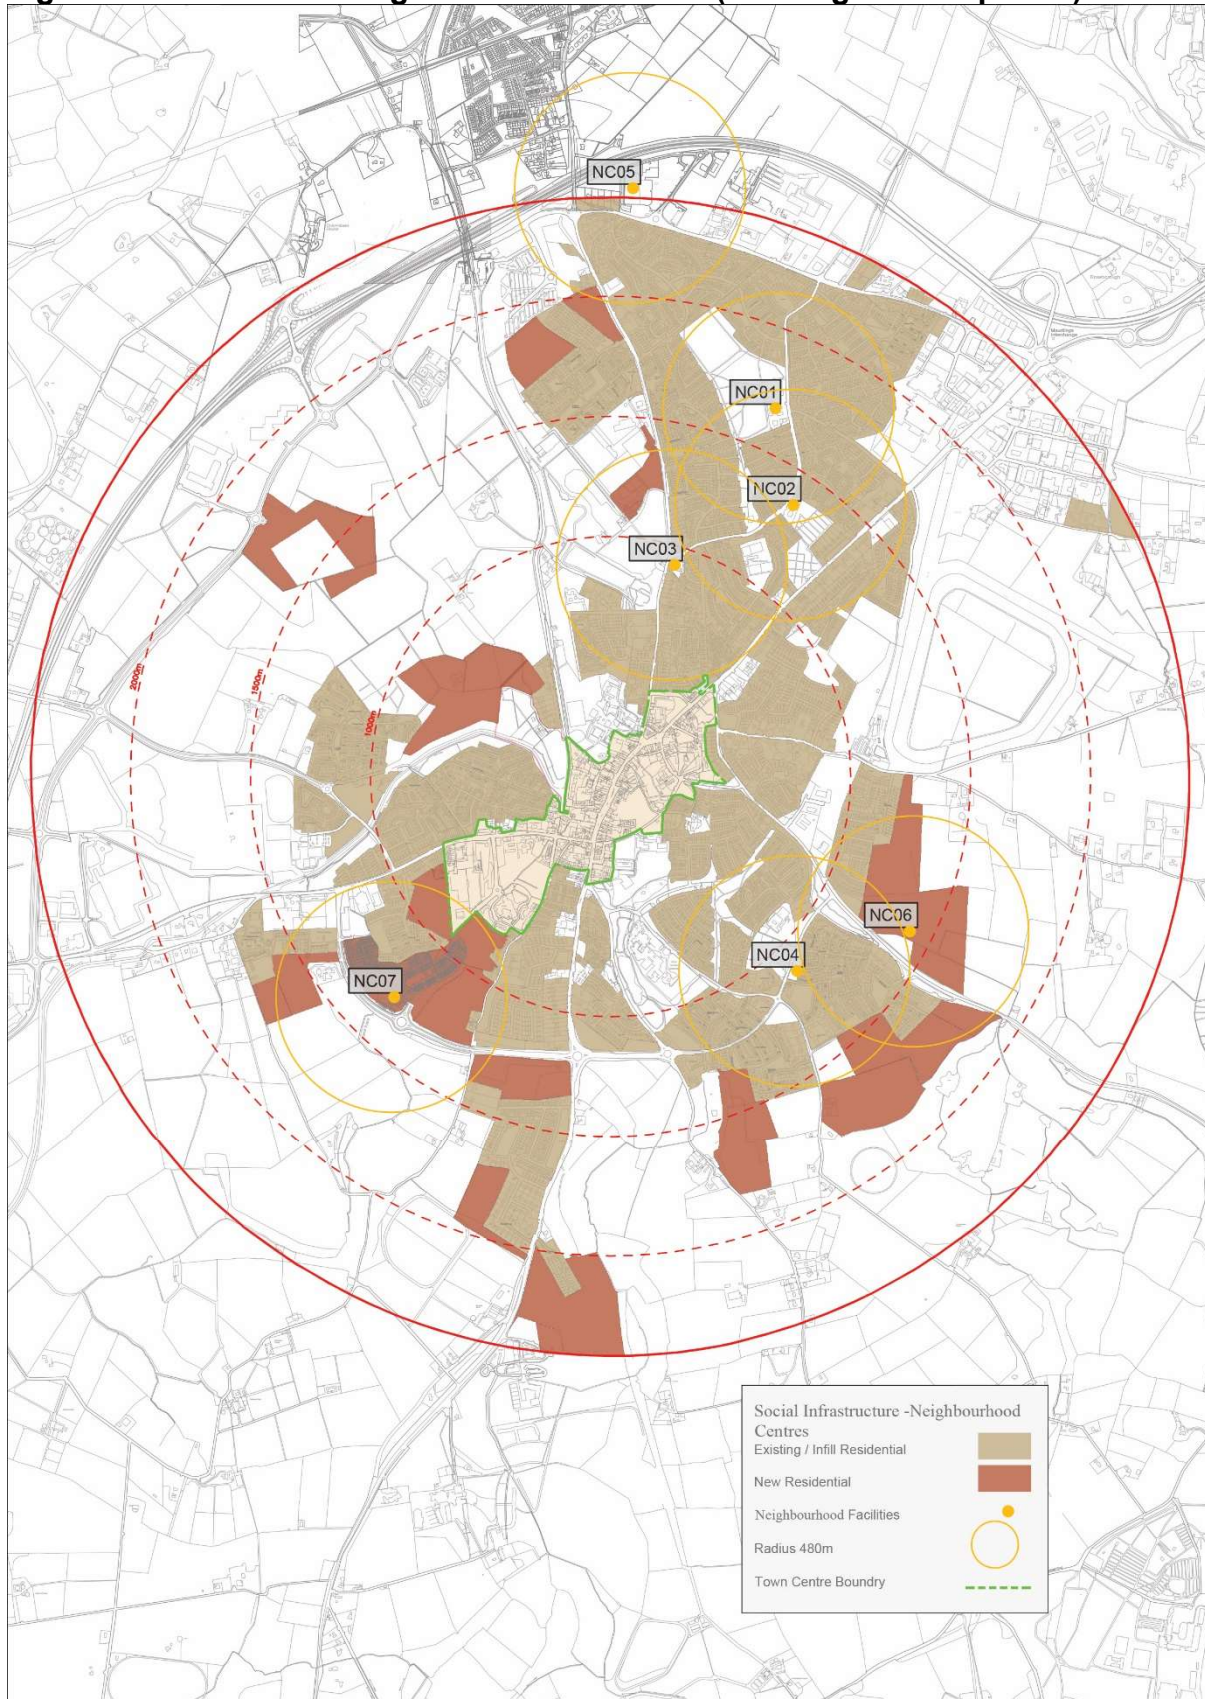 NC05
NC01
NC02
NC03
2000m
1500m
1000m
NC06
NC04
NC07
Social Infrastructure -Neighbourhood
Centres
Existing / Infill Residential
New Residential
Neighbourhood Facilities
Radius 480m
Town Centre Boundry